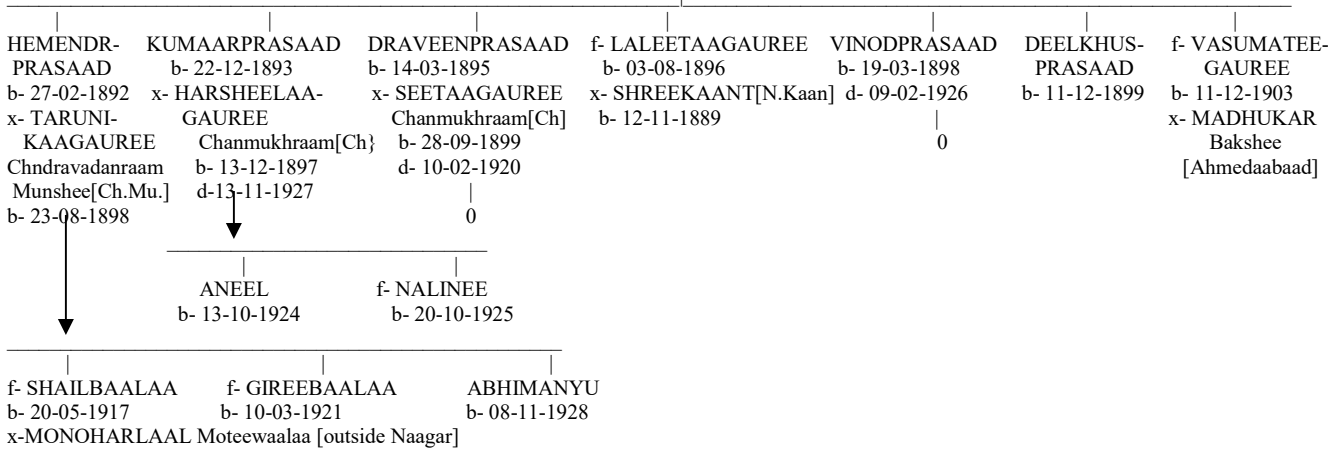 HEMENDR- KUMAARPRASAAD DRAVEENPRASAAD f- LALEETAAGAUREE VINODPRASAAD DEELKHUS- f- VASUMATEE-
PRASAAD b- 22-12-1893 b- 14-03-1895 b- 03-08-1896 b- 19-03-1898 PRASAAD GAUREE
b- 27-02-1892 x- HARSHEELAA- x- SEETAAGAUREE x- SHREEKAANT[N.Kaan] d- 09-02-1926 b- 11-12-1899 b- 11-12-1903
x- TARUNI- GAUREE Chanmukhraam[Ch] b- 12-11-1889 x- MADHUKAR
KAAGAUREE Chanmukhraam[Ch} b- 28-09-1899 0 Bakshee
Chndravadanraam b- 13-12-1897 d- 10-02-1920 [Ahmedaabaad]
Munshee[Ch.Mu.] d-13-11-1927
b- 23-08-1898 0
ANEEL f- NALINEE
b- 13-10-1924 b- 20-10-1925
f- SHAILBAALAA f- GIREEBAALAA ABHIMANYU
b- 20-05-1917 b- 10-03-1921 b- 08-11-1928
x-MONOHARLAAL Moteewaalaa [outside Naagar]